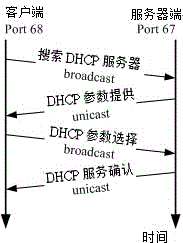 客户端 服务器端
Port 68 Port 67
搜索 DHCP 服务器
broadcast
DHCP 参数提供
unicast
DHCP 参数选择
broadcast
DHCP 服务确认
unicast
时间